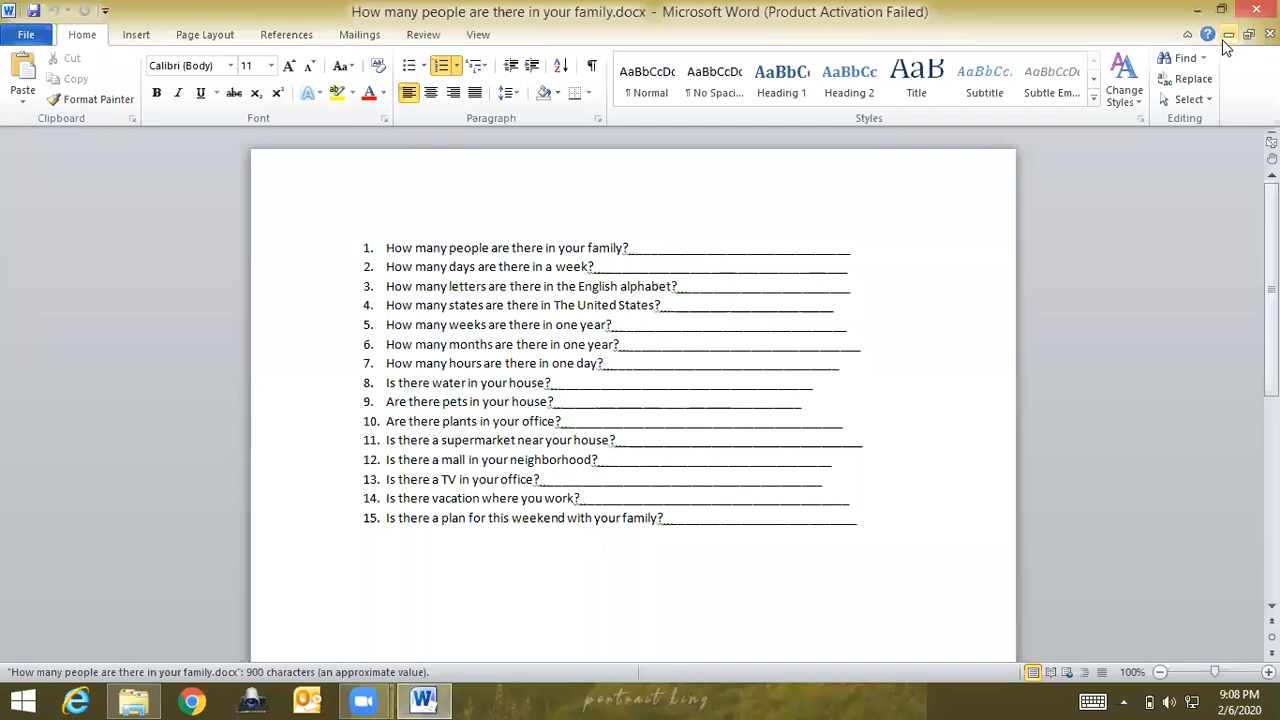 How many people are there in your family.docx - Microsoft Word (Product Activation Failed)
File Home Insert Page Layout References Mailings Review View
Cut
Copy
Format Painter
Paste
Clipboard
Calibri (Body) 11
Font
Paragraph
AaBbCcDc AaBbCcDc AaBbCc AaBbCc AaB AaBbCcDc AaBbCcDc
¶ Normal ¶ No Spaci... Heading 1 Heading 2 Title Subtitle Subtle Em...
Styles
Change Styles
Find
Replace
Select
Editing
1. How many people are there in your family?
2. How many days are there in a week?
3. How many letters are there in the English alphabet?
4. How many states are there in The United States?
5. How many weeks are there in one year?
6. How many months are there in one year?
7. How many hours are there in one day?
8. Is there water in your house?
9. Are there pets in your house?
10. Are there plants in your office?
11. Is there a supermarket near your house?
12. Is there a mall in your neighborhood?
13. Is there a TV in your office?
14. Is there vacation where you work?
15. Is there a plan for this weekend with your family?
"How many people are there in your family.docx": 900 characters (an approximate value).
100%
portrait king
9:08 PM
2/6/2020